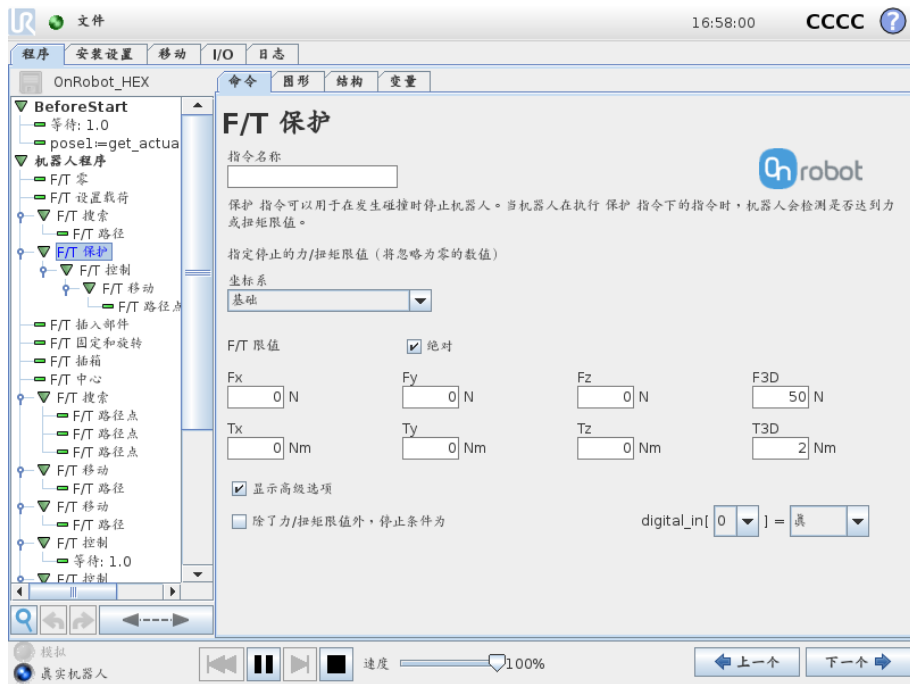 文件
16:58:00
CCCC
?
程序 安装设置 移动 I/O 日志
OnRobot_HEX
命令 图形 结构 变量
BeforeStart
等待: 1.0
pose1≔get_actua
机器人程序
F/T 零
F/T 设置载荷
F/T 搜索
F/T 路径
F/T 保护
F/T 控制
F/T 移动
F/T 路径点
F/T 插入部件
F/T 固定和旋转
F/T 插箱
F/T 中心
F/T 搜索
F/T 路径点
F/T 路径点
F/T 路径点
F/T 移动
F/T 路径
F/T 移动
F/T 路径
F/T 控制
等待: 1.0
F/T 控制
F/T 保护
指令名称
On robot
保护 指令可以用于在发生碰撞时停止机器人。当机器人在执行 保护 指令下的指令时，机器人会检测是否达到力
或扭矩限值。
指定停止的力/扭矩限值（将忽略为零的数值）
坐标系
基础
F/T 限值 绝对
Fx Fy Fz F3D
0 N 0 N 0 N 50 N
Tx Ty Tz T3D
0 Nm 0 Nm 0 Nm 2 Nm
显示高级选项
除了力/扭矩限值外，停止条件为 digital_in[ 0 ] = 真
模拟
真实机器人
速度 100%
上一个 下一个